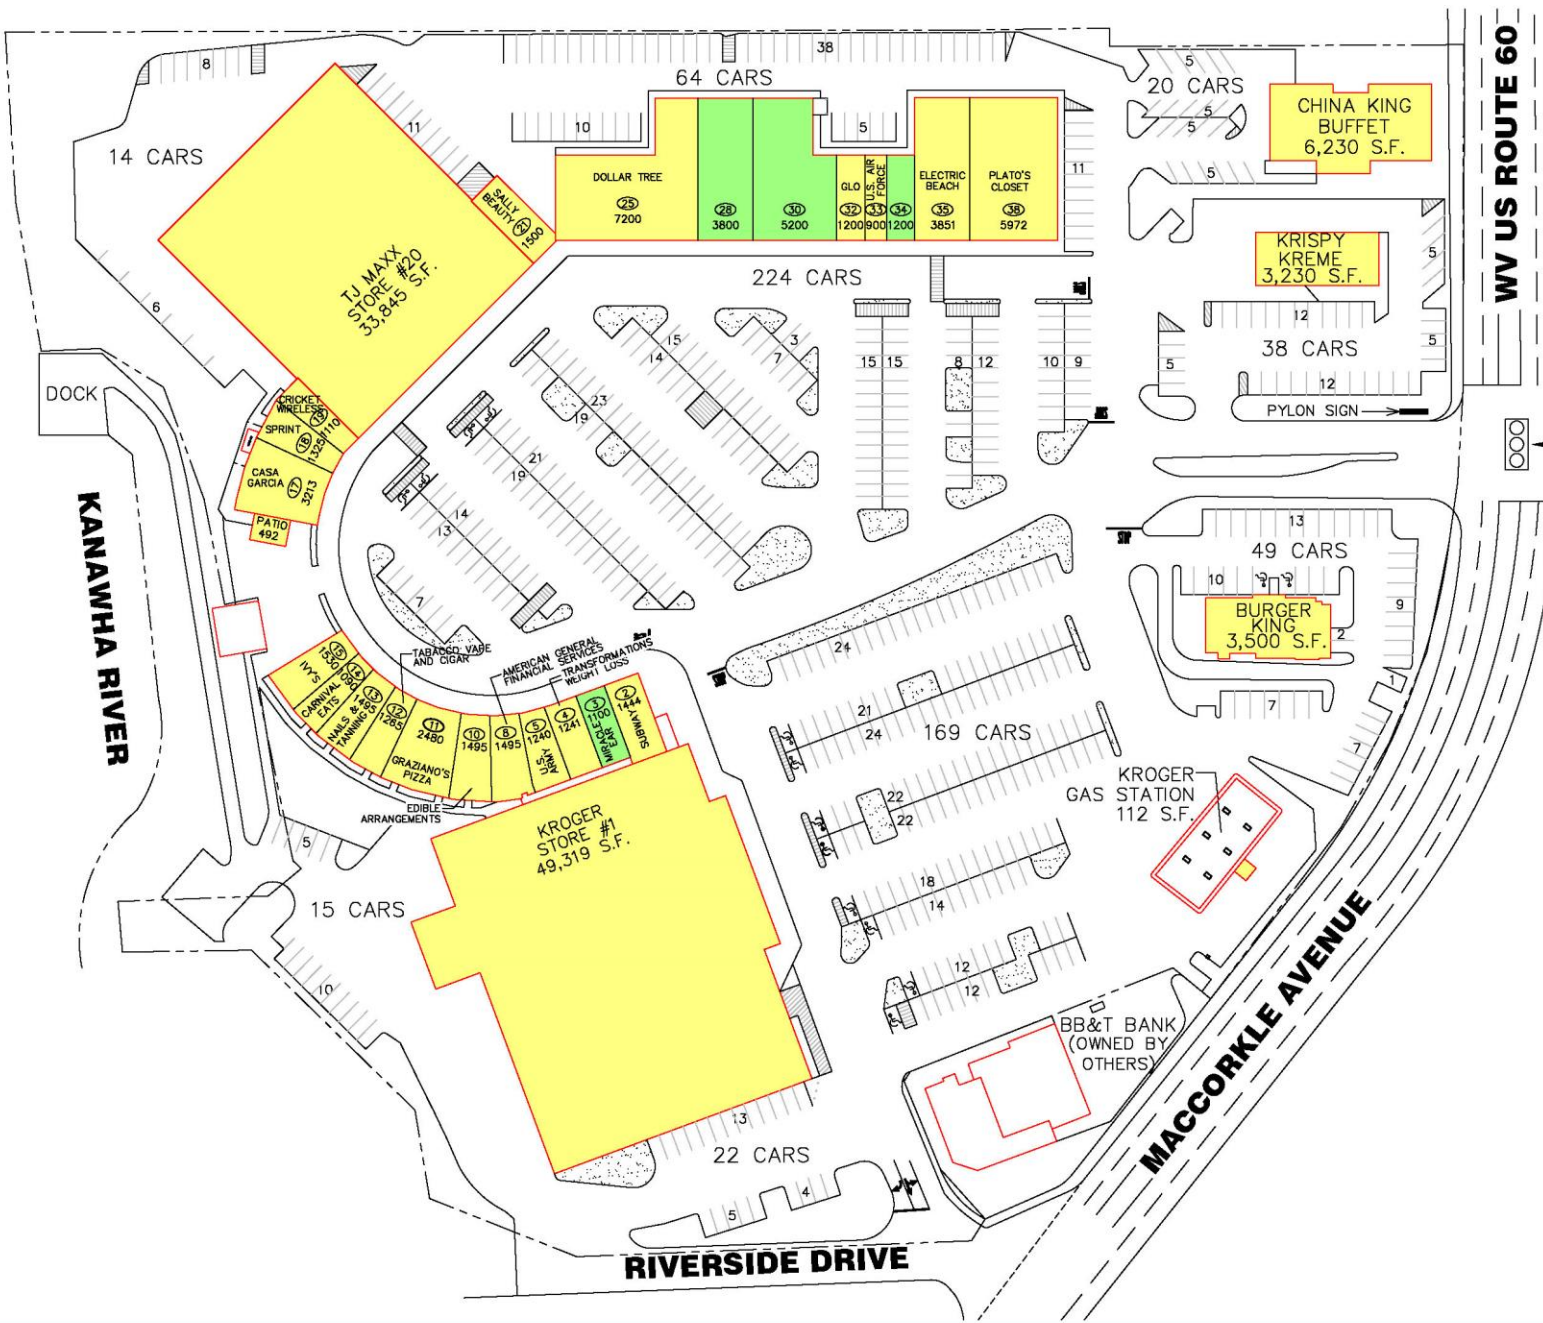 38
8
64 CARS
5
20 CARS
5
5
CHINA KING
BUFFET
6,230 S.F.
WV US ROUTE 60
11
10
5
14 CARS
11
5
DOLLAR TREE
25
7200
28
3800
30
5200
GLO
32
1200
U.S. AIR
FORCE
33
900
34
1200
ELECTRIC
BEACH
35
3851
PLATO'S
CLOSET
38
5972
SALLY
BEAUTY
21
1500
TJ MAXX
STORE #20
33,845 S.F.
KRISPY
KREME
3,230 S.F.
5
224 CARS
6
12
38 CARS
5
5
12
PYLON SIGN
15
14
3
7
15
15
8
12
10
9
23
19
21
19
14
13
7
DOCK
CRICKET
WIRELESS
19
1110
SPRINT
18
1325
CASA
GARCIA
17
3213
PATIO
492
KANAWHA RIVER
STOP
13
49 CARS
10
9
BURGER
KING
3,500 S.F.
2
1
7
7
TABACCO VAPE
AND CIGAR
AMERICAN GENERAL
FINANCIAL SERVICES
TRANSFORMATIONS
WEIGHT LOSS
15
1530
IVY'S
14
1090
CARNIVAL
EATS
13
1495
NAILS &
TANNING
12
1265
11
2480
GRAZIANO'S
PIZZA
10
1495
EDIBLE
ARRANGEMENTS
8
1495
5
1240
U.S.
ARMY
4
1241
3
1100
MIRACLE
EAR
2
1444
SUBWAY
24
21
24
169 CARS
22
22
18
14
12
12
KROGER
GAS STATION
112 S.F.
KROGER
STORE #1
49,319 S.F.
5
15 CARS
10
BB&T BANK
(OWNED BY
OTHERS)
MACCORKLE AVENUE
13
22 CARS
4
5
RIVERSIDE DRIVE